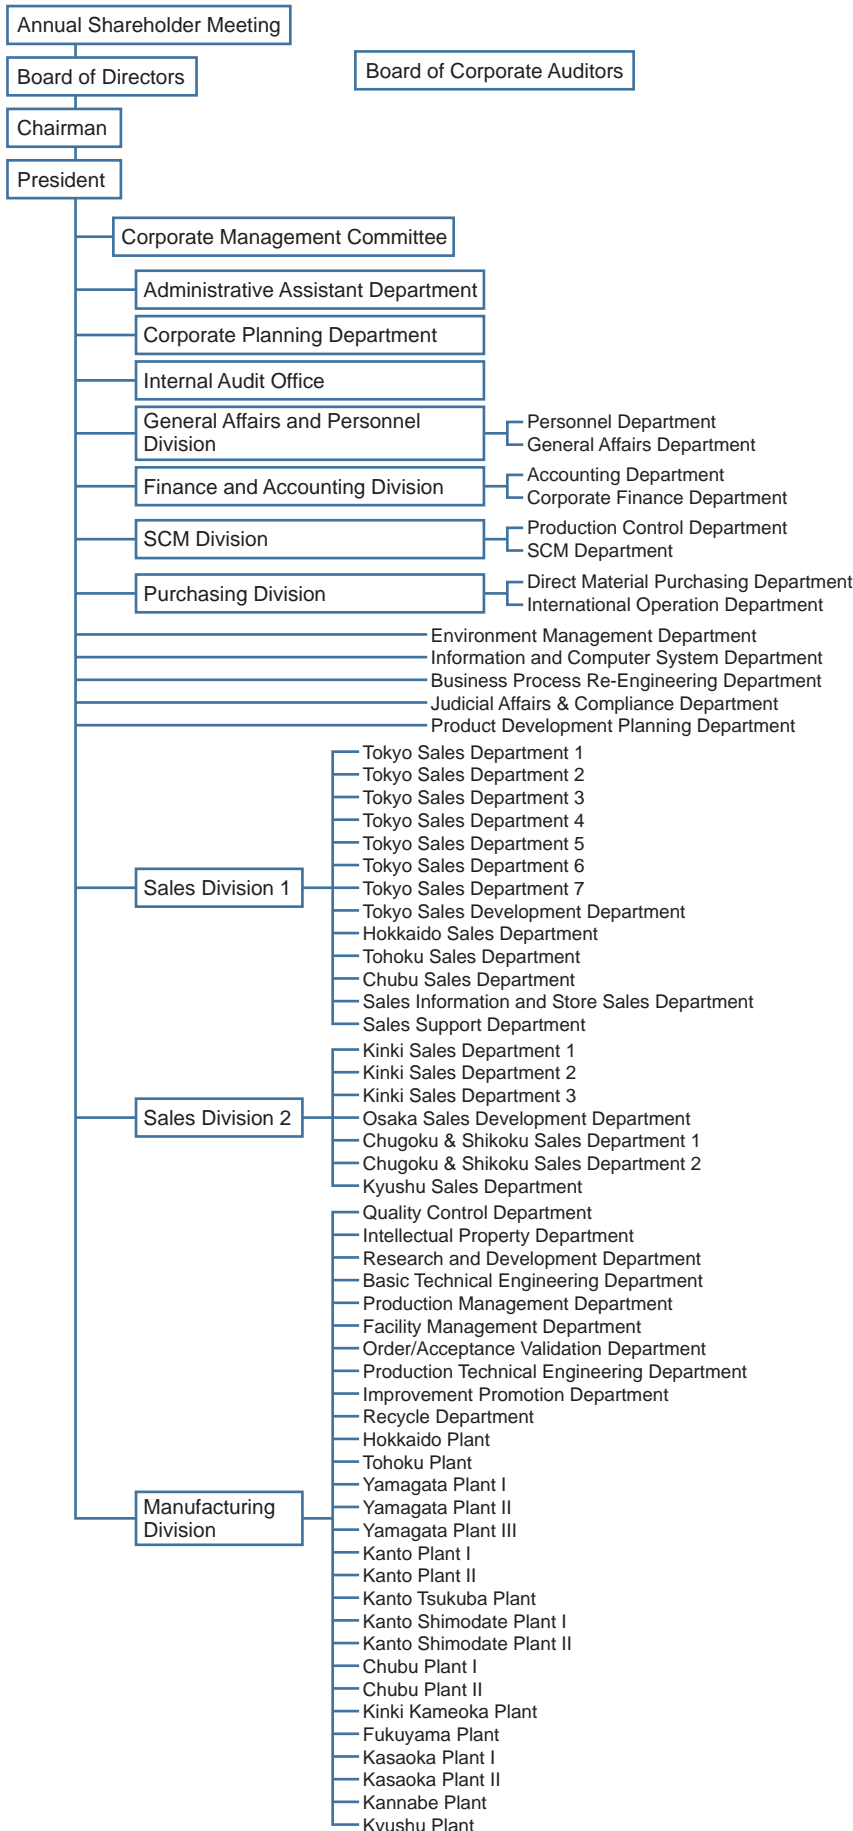 Annual Shareholder Meeting
Board of Directors
Board of Corporate Auditors
Chairman
President
Corporate Management Committee
Administrative Assistant Department
Corporate Planning Department
Internal Audit Office
General Affairs and Personnel
Division
Personnel Department
General Affairs Department
Finance and Accounting Division
Accounting Department
Corporate Finance Department
SCM Division
Production Control Department
SCM Department
Purchasing Division
Direct Material Purchasing Department
International Operation Department
Environment Management Department
Information and Computer System Department
Business Process Re-Engineering Department
Judicial Affairs & Compliance Department
Product Development Planning Department
Sales Division 1
Tokyo Sales Department 1
Tokyo Sales Department 2
Tokyo Sales Department 3
Tokyo Sales Department 4
Tokyo Sales Department 5
Tokyo Sales Department 6
Tokyo Sales Department 7
Tokyo Sales Development Department
Hokkaido Sales Department
Tohoku Sales Department
Chubu Sales Department
Sales Information and Store Sales Department
Sales Support Department
Sales Division 2
Kinki Sales Department 1
Kinki Sales Department 2
Kinki Sales Department 3
Osaka Sales Development Department
Chugoku & Shikoku Sales Department 1
Chugoku & Shikoku Sales Department 2
Kyushu Sales Department
Manufacturing
Division
Quality Control Department
Intellectual Property Department
Research and Development Department
Basic Technical Engineering Department
Production Management Department
Facility Management Department
Order/Acceptance Validation Department
Production Technical Engineering Department
Improvement Promotion Department
Recycle Department
Hokkaido Plant
Tohoku Plant
Yamagata Plant I
Yamagata Plant II
Yamagata Plant III
Kanto Plant I
Kanto Plant II
Kanto Tsukuba Plant
Kanto Shimodate Plant I
Kanto Shimodate Plant II
Chubu Plant I
Chubu Plant II
Kinki Kameoka Plant
Fukuyama Plant
Kasaoka Plant I
Kasaoka Plant II
Kannabe Plant
Kyushu Plant